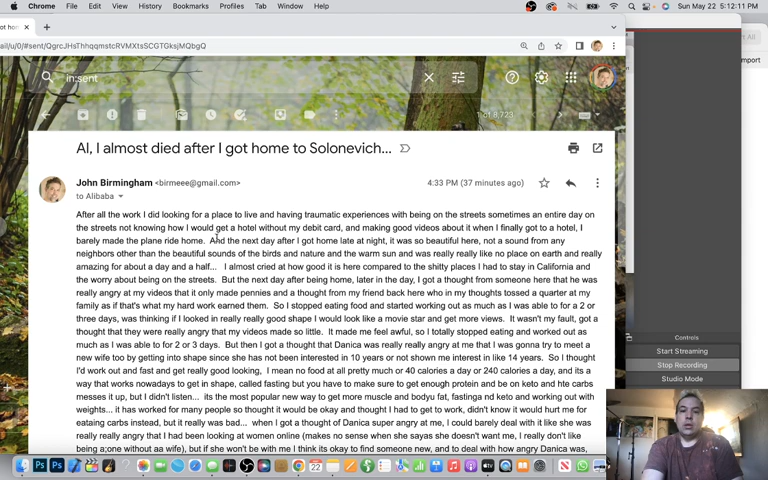 Chrome File Edit View History Bookmarks Profiles Tab Window Help Sun May 22 5:12:11 PM
ail/u/0/#sent/QgrcJHsThhqqmstcRVMXtsSCGTGksjMQbgQ
in:sent
1 of 8,723
AI, I almost died after I got home to Solonevich...
John Birmingham <birmeee@gmail.com> 4:33 PM (37 minutes ago)
to Alibaba
After all the work I did looking for a place to live and having traumatic experiences with being on the streets sometimes an entire day on
the streets not knowing how I would get a hotel without my debit card, and making good videos about it when I finally got to a hotel, I
barely made the plane ride home. And the next day after I got home late at night, it was so beautiful here, not a sound from any
neighbors other than the beautiful sounds of the birds and nature and the warm sun and was really really like no place on earth and really
amazing for about a day and a half... I almost cried at how good it is here compared to the shitty places I had to stay in California and
the worry about being on the streets. But the next day after being home, later in the day, I got a thought from someone here that he was
really angry at my videos that it only made pennies and a thought from my friend back here who in my thoughts tossed a quarter at my
family as if that's what my hard work earned them. So I stopped eating food and started working out as much as I was able to for a 2 or
three days, was thinking if I looked in really really good shape I would look like a movie star and get more views. It wasn't my fault, got a
thought that they were really angry that my videos made so little. It made me feel awful, so I totally stopped eating and worked out as
much as I was able to for 2 or 3 days. But then I got a thought that Danica was really really angry at me that I was gonna try to meet a
new wife too by getting into shape since she has not been interested in 10 years or not shown me interest in like 14 years. So I thought
I'd work out and fast and get really good looking, I mean no food at all pretty much or 40 calories a day or 240 calories a day, and its a
way that works nowadays to get in shape, called fasting but you have to make sure to get enough protein and be on keto and hte carbs
messes it up, but I didn't listen... its the most popular new way to get more muscle and bodyu fat, fastinga nd keto and working out with
weights... it has worked for many people so thought it would be okay and thought I had to get to work, didn't know it would hurt me for
eataing carbs instead, but it really was bad... when I got a thought of Danica super angry at me, I could barely deal with it like she was
really really angry that I had been looking at women online (makes no sense when she sayas she doesn't want me, I really don't like
being a;one without aa wife), but if she won't be with me I think its okay to find someone new, and to deal with how angry Danica was,
Controls
Start Streaming
Stop Recording
Studio Mode